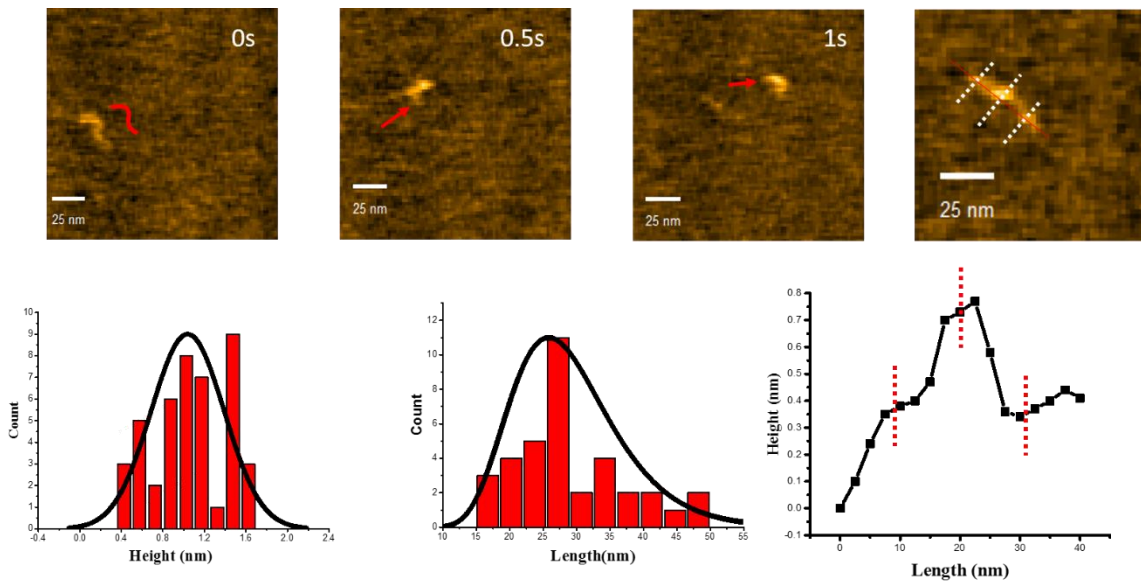 0s
0.5s
1s
25 nm
25 nm
25 nm
25 nm
Count
10
9
8
7
6
5
4
3
2
1
0
-0.4 0.0 0.4 0.8 1.2 1.6 2.0 2.4
Height (nm)
Count
12
10
8
6
4
2
0
10 15 20 25 30 35 40 45 50 55
Length(nm)
Height (nm)
0.8
0.7
0.6
0.5
0.4
0.3
0.2
0.1
0.0
-0.1
0 10 20 30 40
Length (nm)